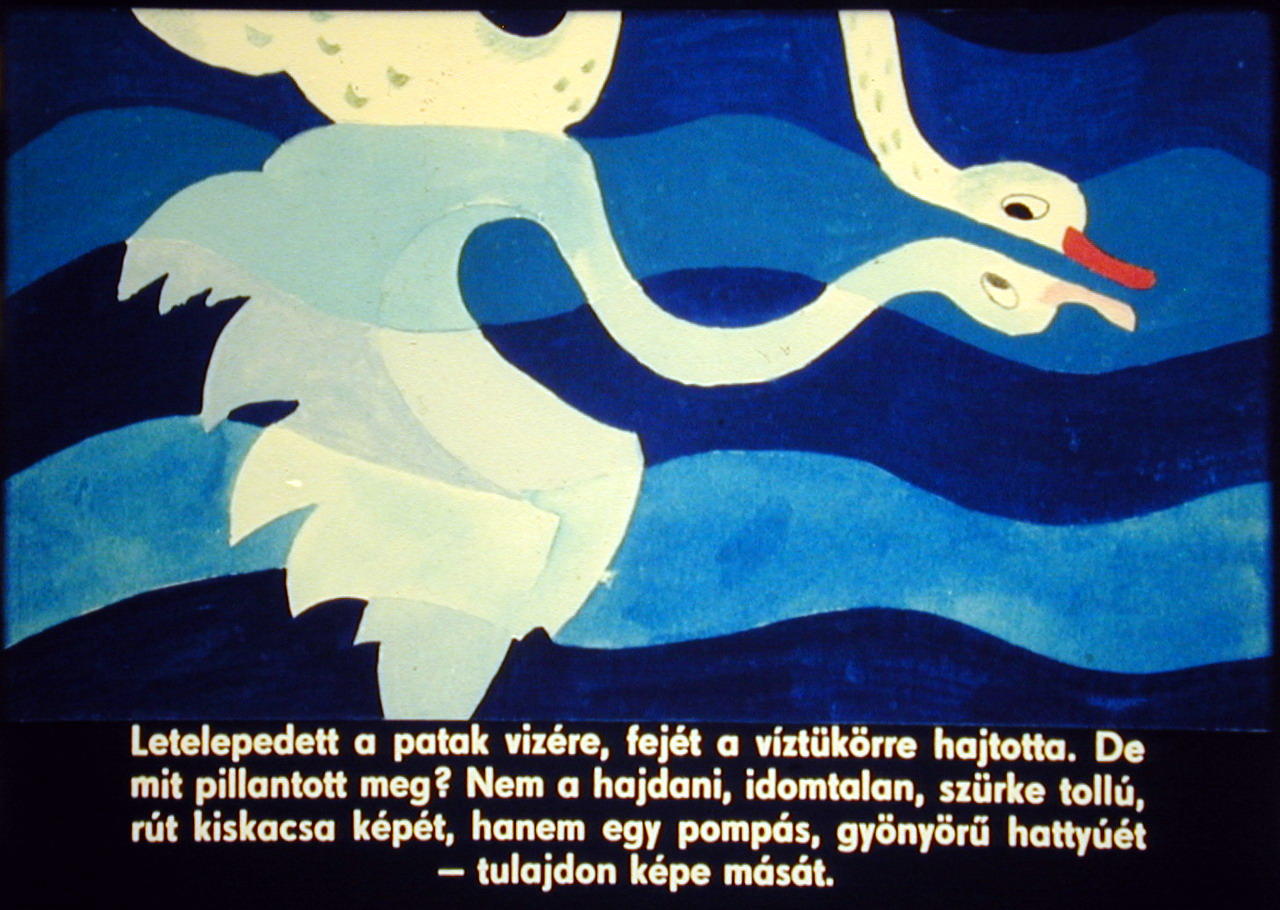 Letelepedett a patak vizére, fejét a víztükörre hajtotta. De
mit pillantott meg? Nem a hajdani, idomtalan, szürke tollú,
rút kiskacsa képét, hanem egy pompás, gyönyörű hattyúét
– tulajdon képe mását.